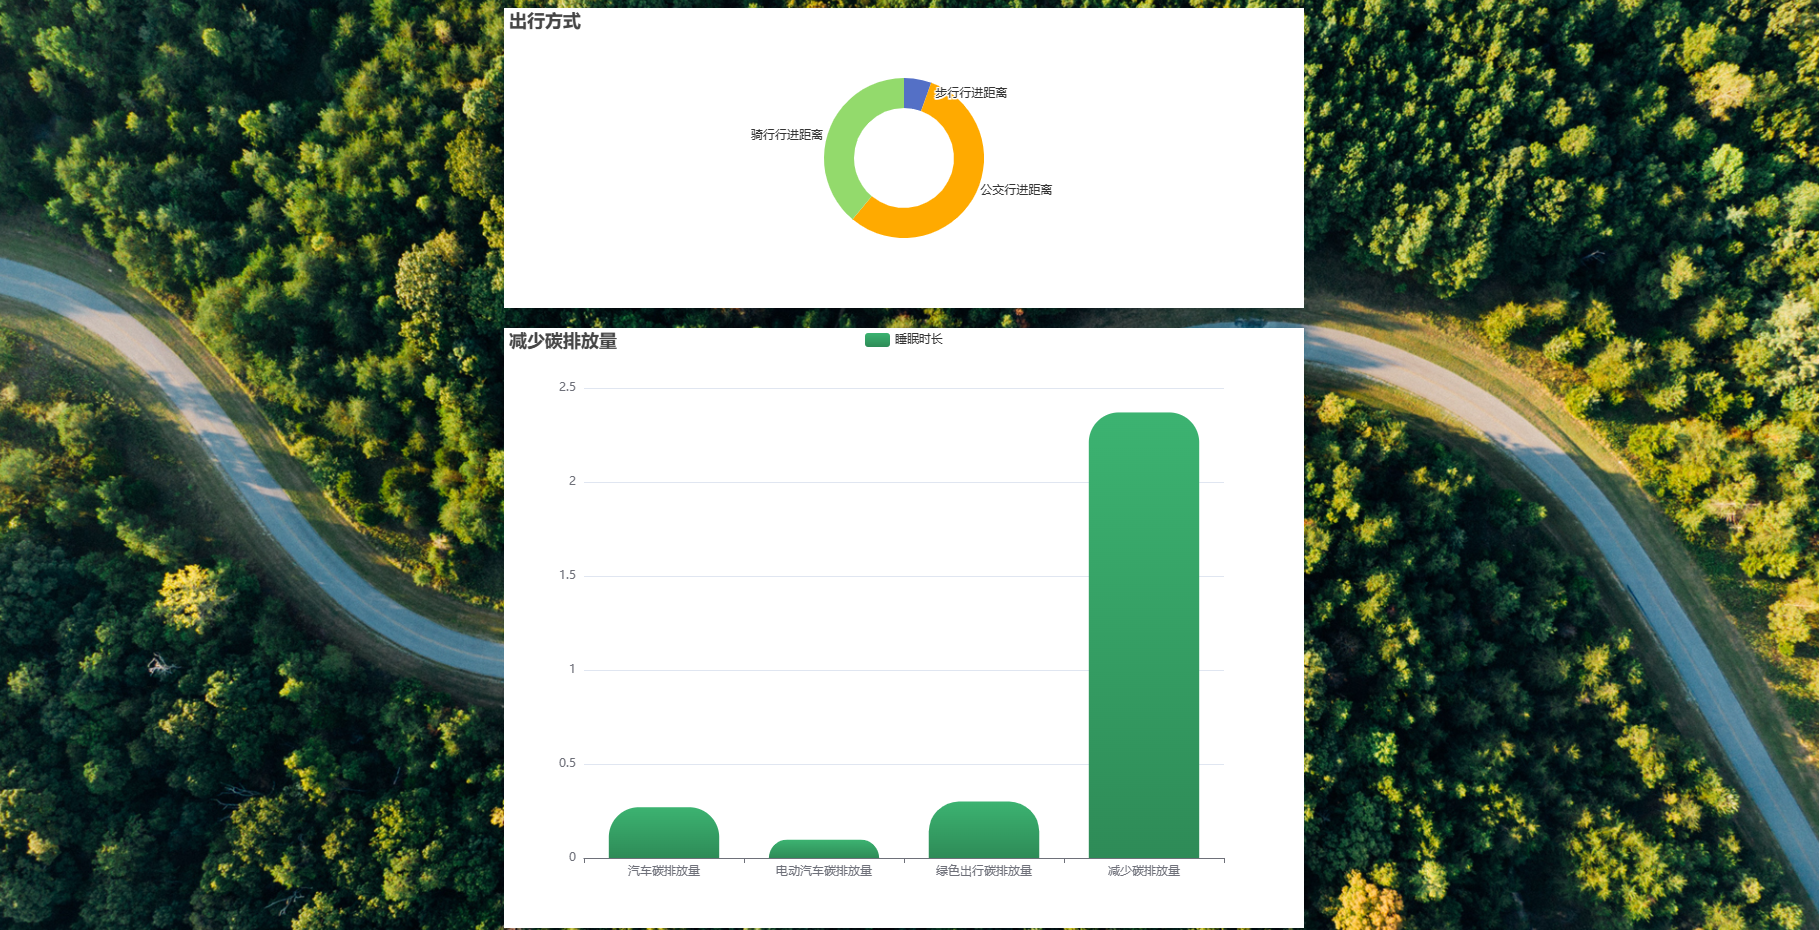 出行方式
步行行进距离
骑行行进距离
公交行进距离
减少碳排放量
睡眠时长
2.5
2
1.5
1
0.5
0
汽车碳排放量
电动汽车碳排放量
绿色出行碳排放量
减少碳排放量